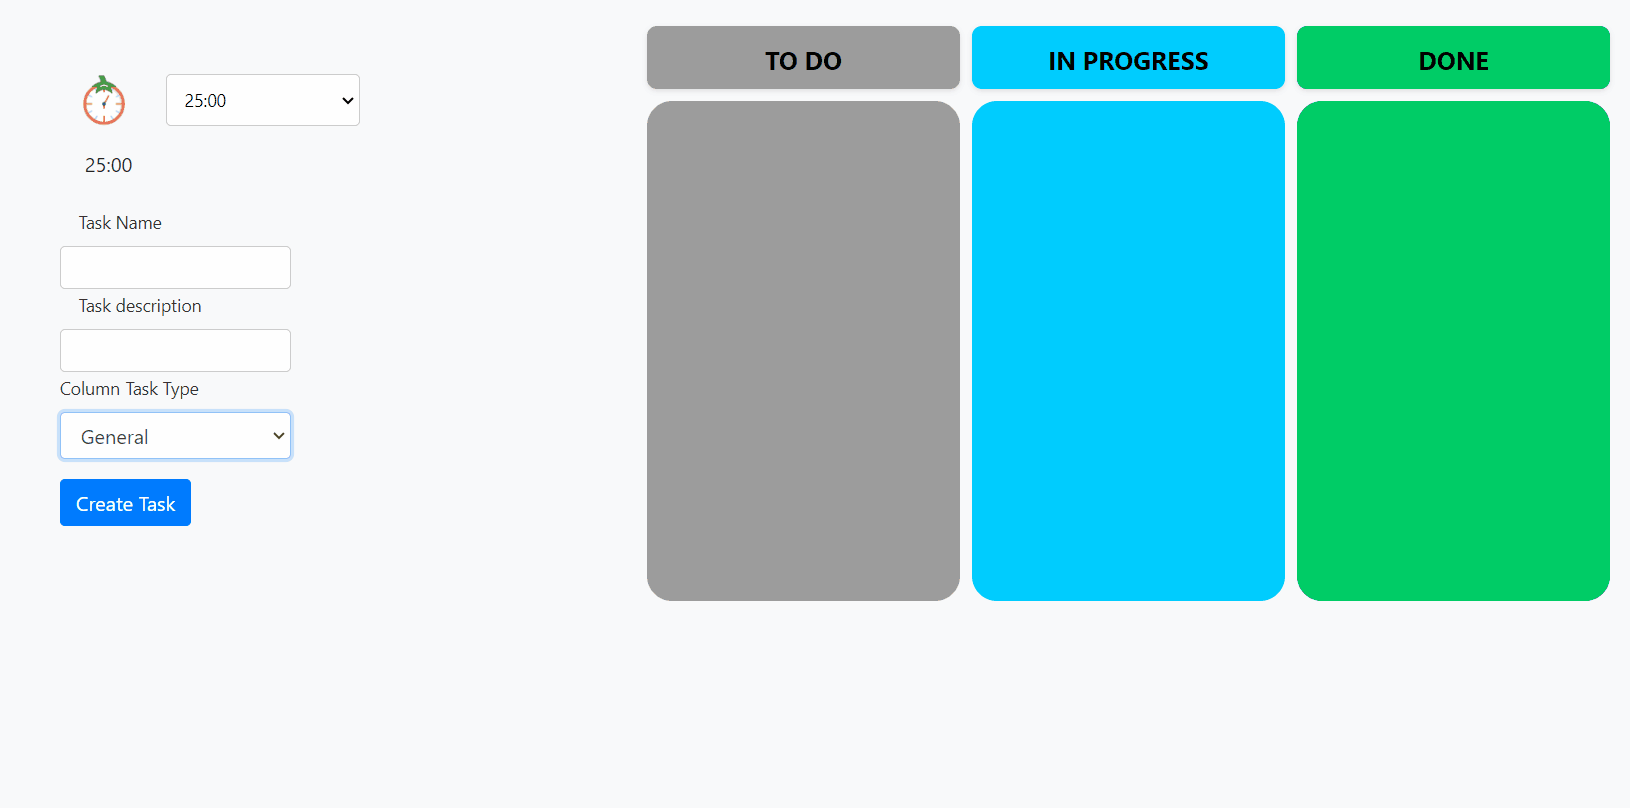 25:00
25:00
Task Name
Task description
Column Task Type
General
Create Task
TO DO
IN PROGRESS
DONE